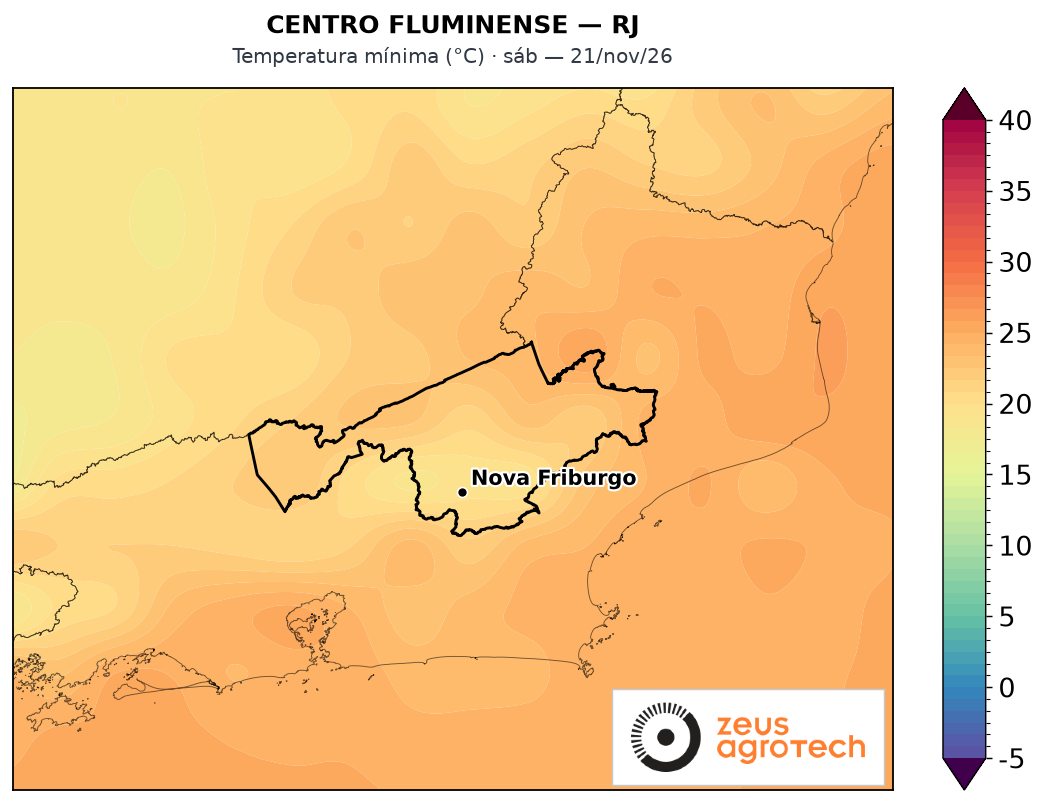 CENTRO FLUMINENSE — RJ
Temperatura mínima (°C) · sáb — 21/nov/26
40
35
30
25
20
15
10
5
0
-5
Nova Friburgo
zeus
agrotech